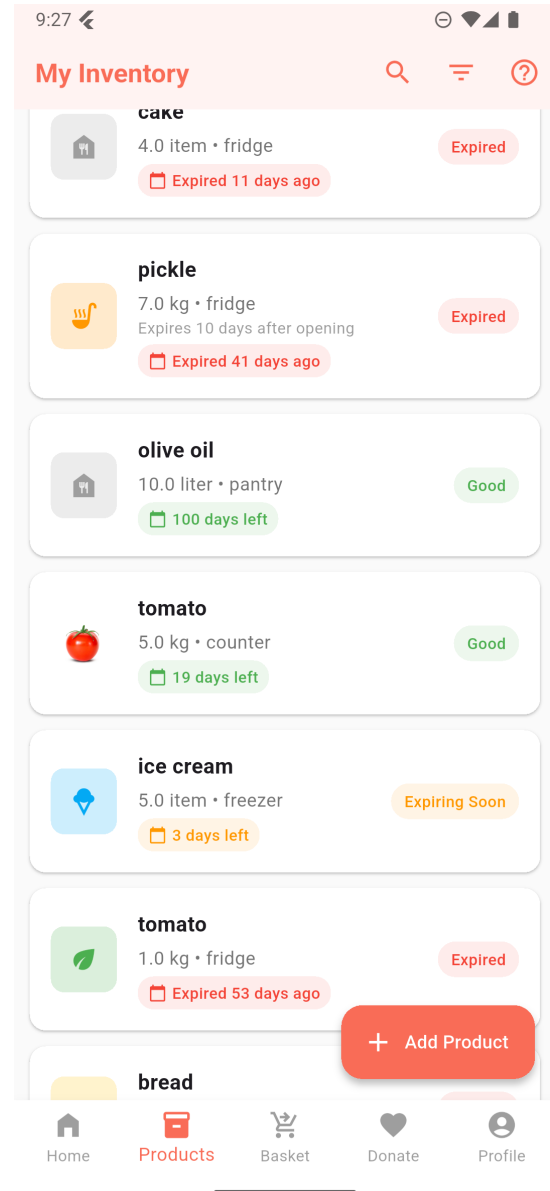 9:27
My Inventory
cake
4.0 item • fridge
Expired
Expired 11 days ago
pickle
7.0 kg • fridge
Expires 10 days after opening
Expired
Expired 41 days ago
olive oil
10.0 liter • pantry
Good
100 days left
tomato
5.0 kg • counter
Good
19 days left
ice cream
5.0 item • freezer
Expiring Soon
3 days left
tomato
1.0 kg • fridge
Expired
Expired 53 days ago
Add Product
bread
Home
Products
Basket
Donate
Profile